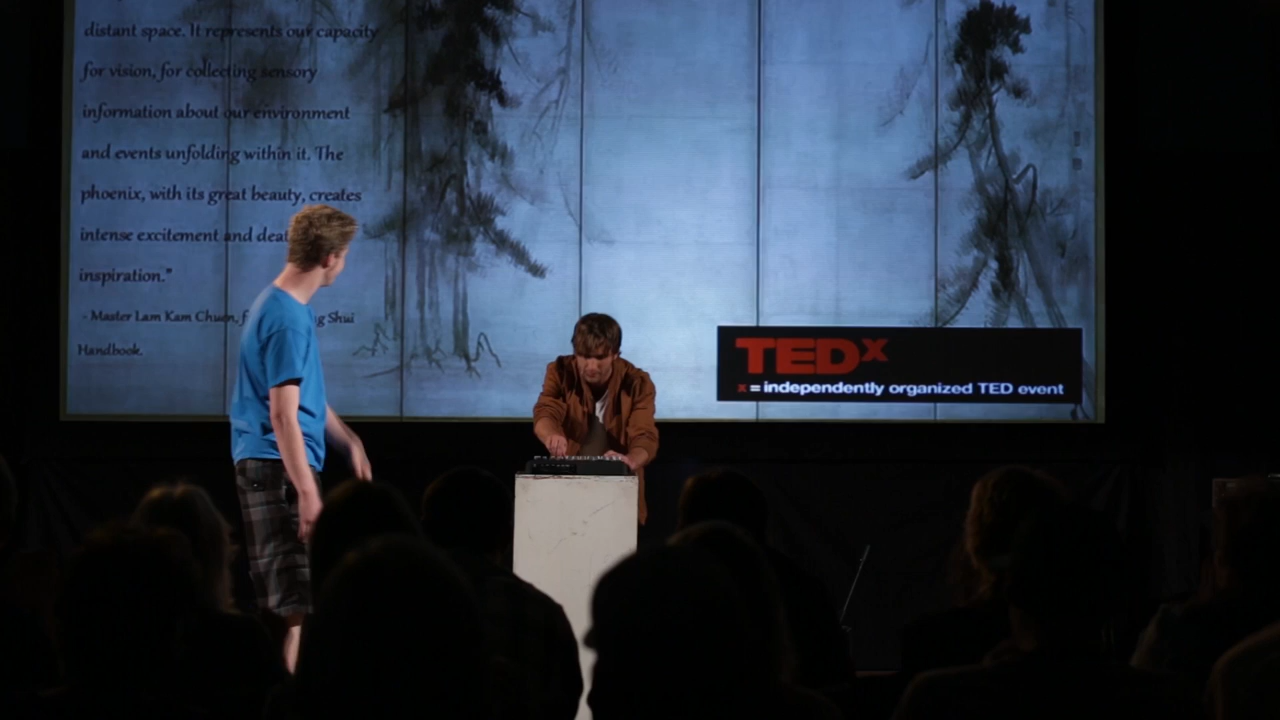 distant space. It represents our capacity
for vision, for collecting sensory
information about our environment
and events unfolding within it. The
phoenix, with its great beauty, creates
intense excitement and
inspiration."
- Master Lam Kam Chuen, Shui
Handbook.
TEDx
x = independently organized TED event